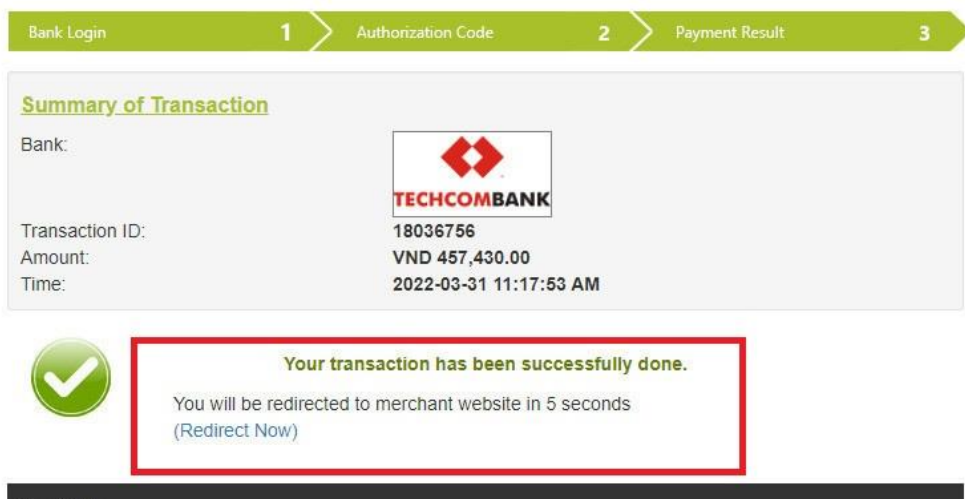 Bank Login 1 Authorization Code 2 Payment Result 3
Summary of Transaction
Bank:
TECHCOMBANK
Transaction ID: 18036756
Amount: VND 457,430.00
Time: 2022-03-31 11:17:53 AM
Your transaction has been successfully done.
You will be redirected to merchant website in 5 seconds
(Redirect Now)